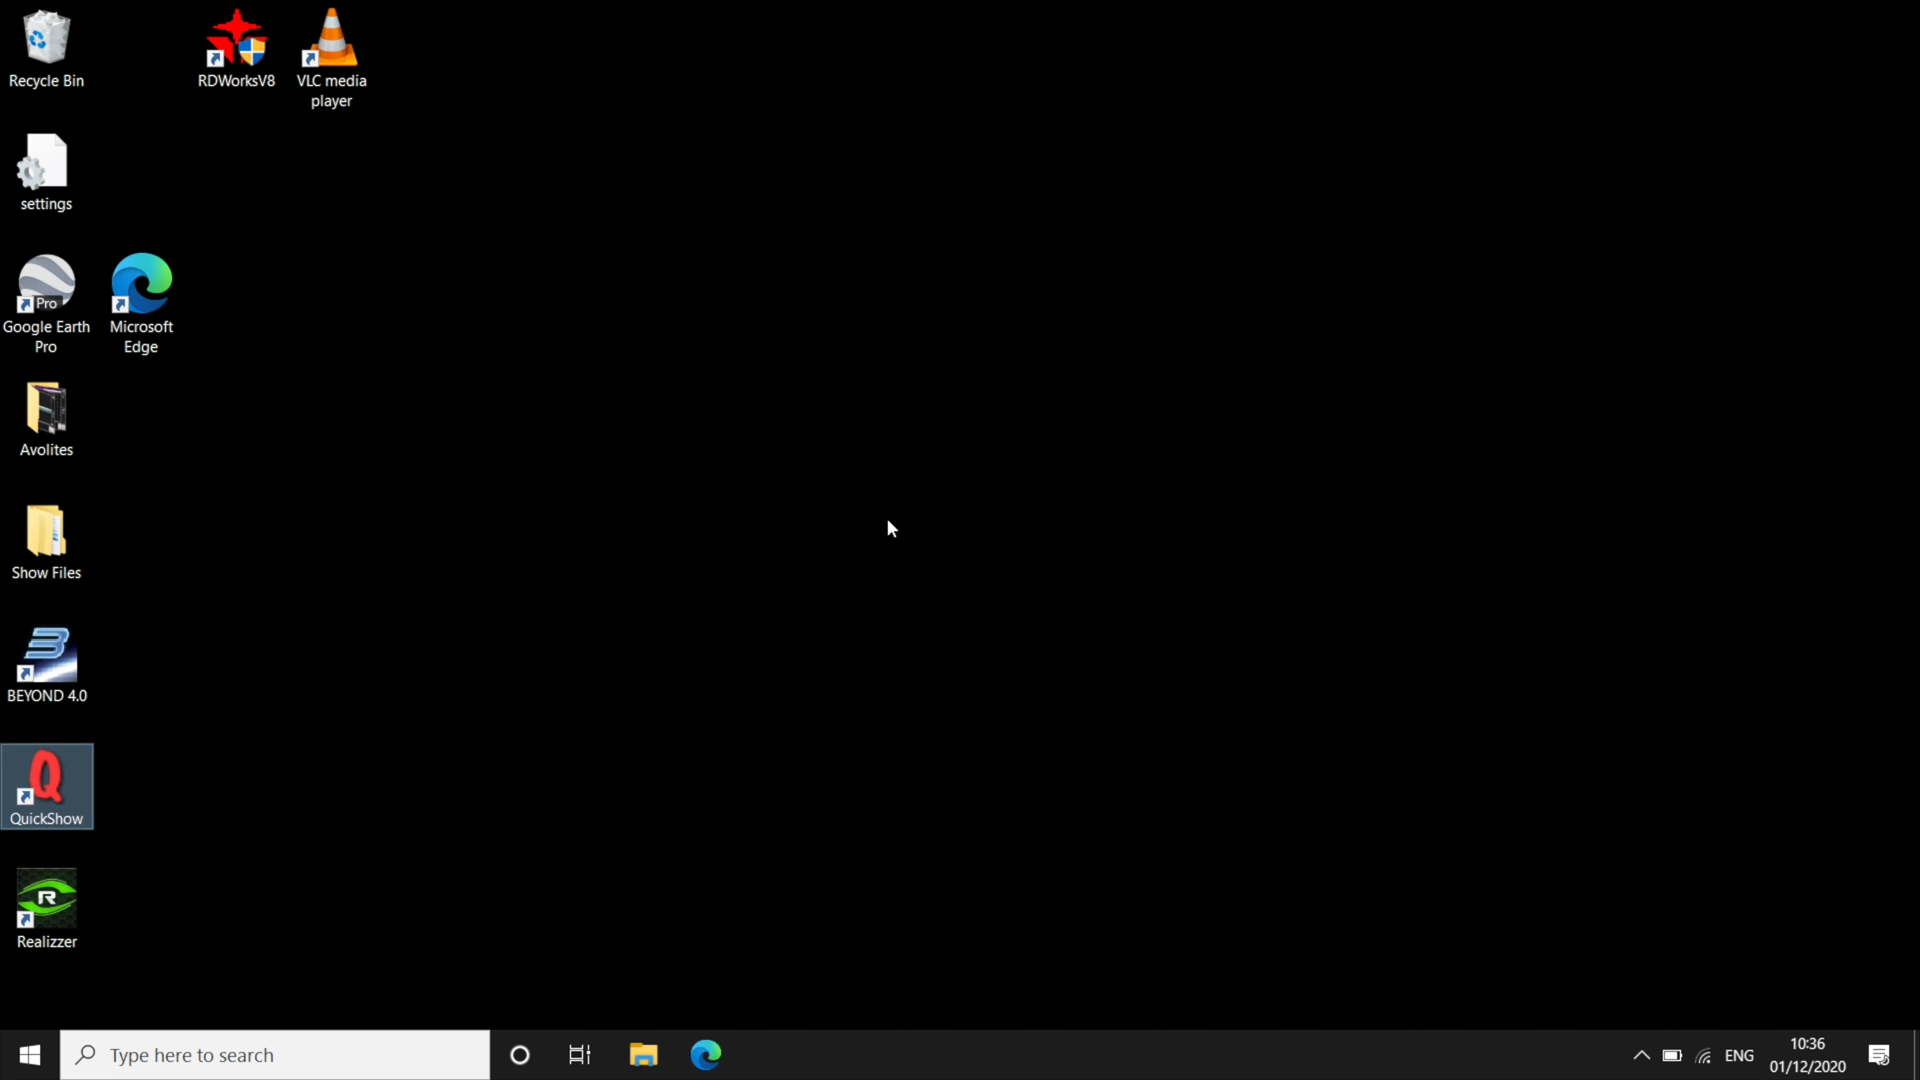 Recycle Bin
RDWorksV8
VLC media
player
settings
Pro
Google Earth
Pro
Microsoft
Edge
Avolites
Show Files
BEYOND 4.0
Q
QuickShow
R
Realizzer
Type here to search
ENG
10:36
01/12/2020